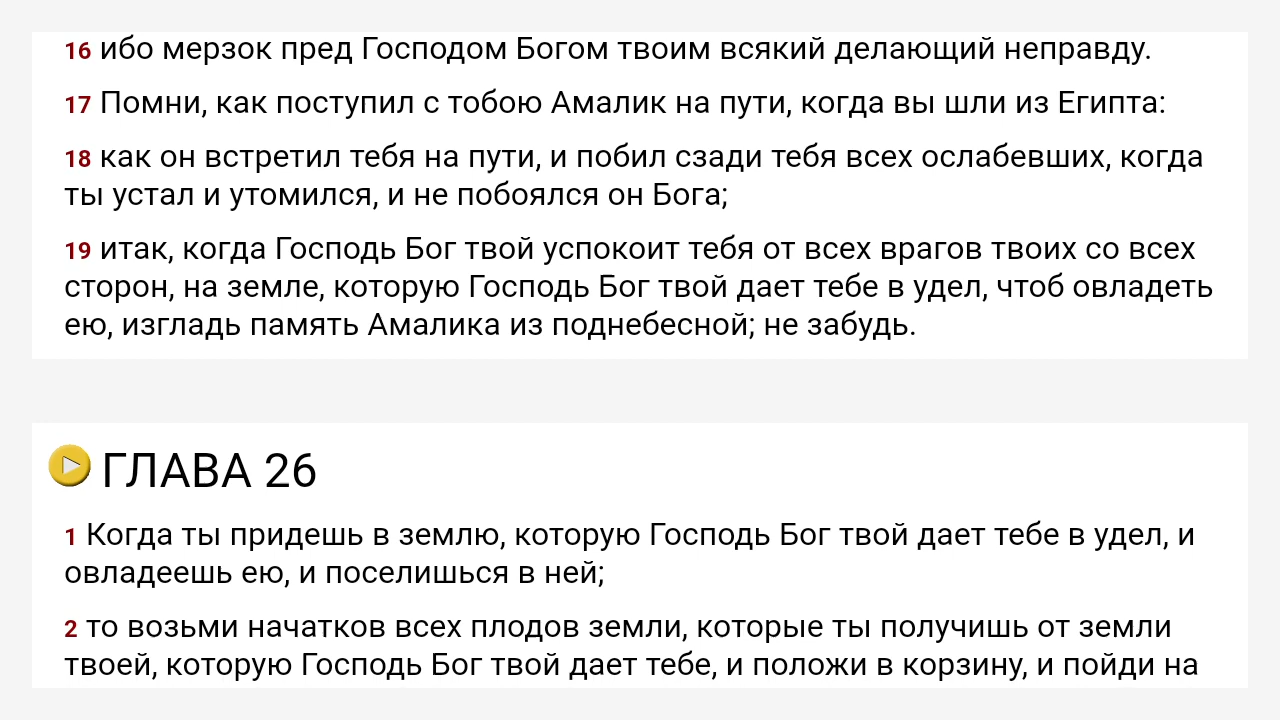 16 ибо мерзок пред Господом Богом твоим всякий делающий неправду.
17 Помни, как поступил с тобою Амалик на пути, когда вы шли из Египта:
18 как он встретил тебя на пути, и побил сзади тебя всех ослабевших, когда
ты устал и утомился, и не побоялся он Бога;
19 итак, когда Господь Бог твой успокоит тебя от всех врагов твоих со всех
сторон, на земле, которую Господь Бог твой дает тебе в удел, чтоб овладеть
ею, изгладь память Амалика из поднебесной; не забудь.
ГЛАВА 26
1 Когда ты придешь в землю, которую Господь Бог твой дает тебе в удел, и
овладеешь ею, и поселишься в ней;
2 то возьми начатков всех плодов земли, которые ты получишь от земли
твоей, которую Господь Бог твой дает тебе, и положи в корзину, и пойди на